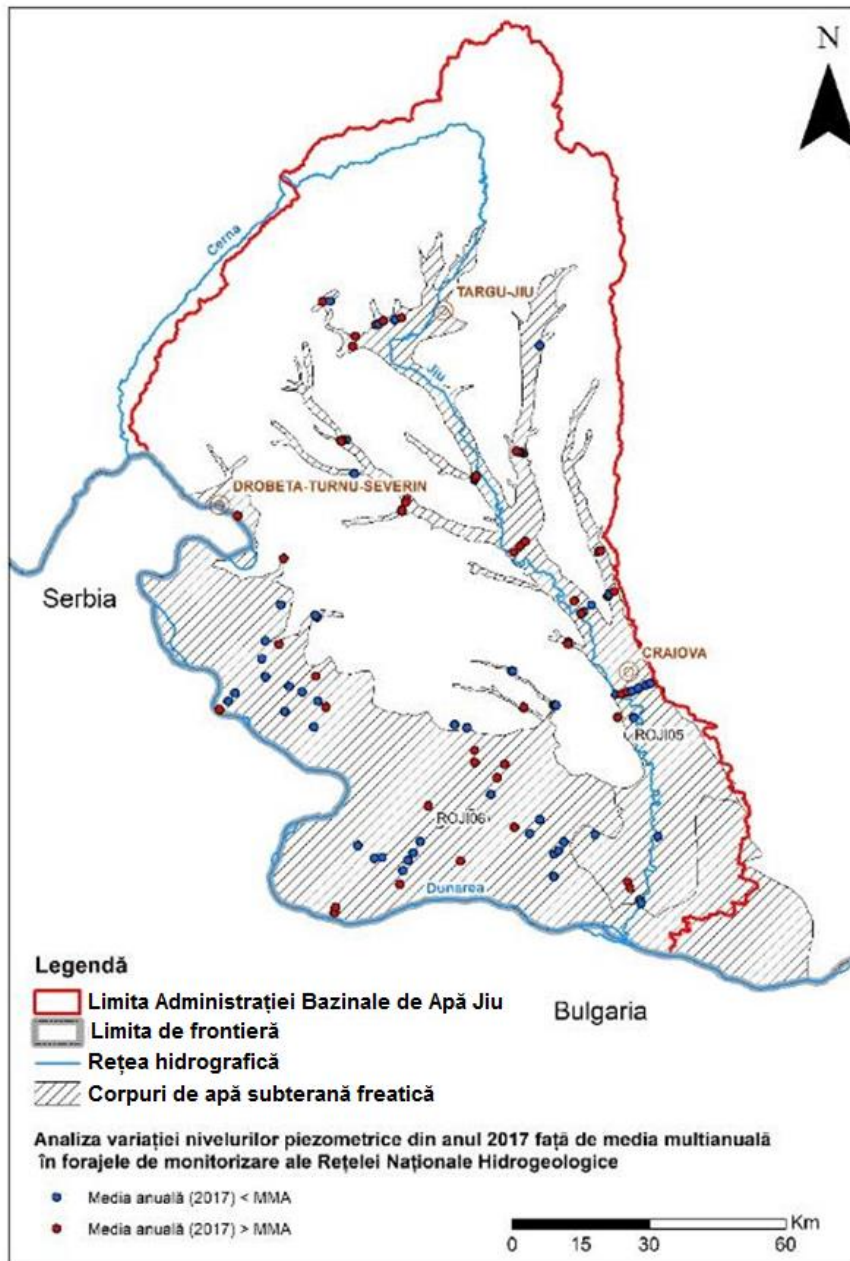 N
Cerna
TARGU-JIU
Jiu
DROBETA-TURNU-SEVERIN
Serbia
CRAIOVA
ROJI05
ROJI06
Dunarea
Legendă
Bulgaria
Limita Administrației Bazinale de Apă Jiu
Limita de frontieră
Rețea hidrografică
Corpuri de apă subterană freatică
Analiza variației nivelurilor piezometrice din anul 2017 față de media multianuală
în forajele de monitorizare ale Rețelei Naționale Hidrogeologice
Media anuală (2017) < MMA
Media anuală (2017) > MMA
Km
0 15 30 60